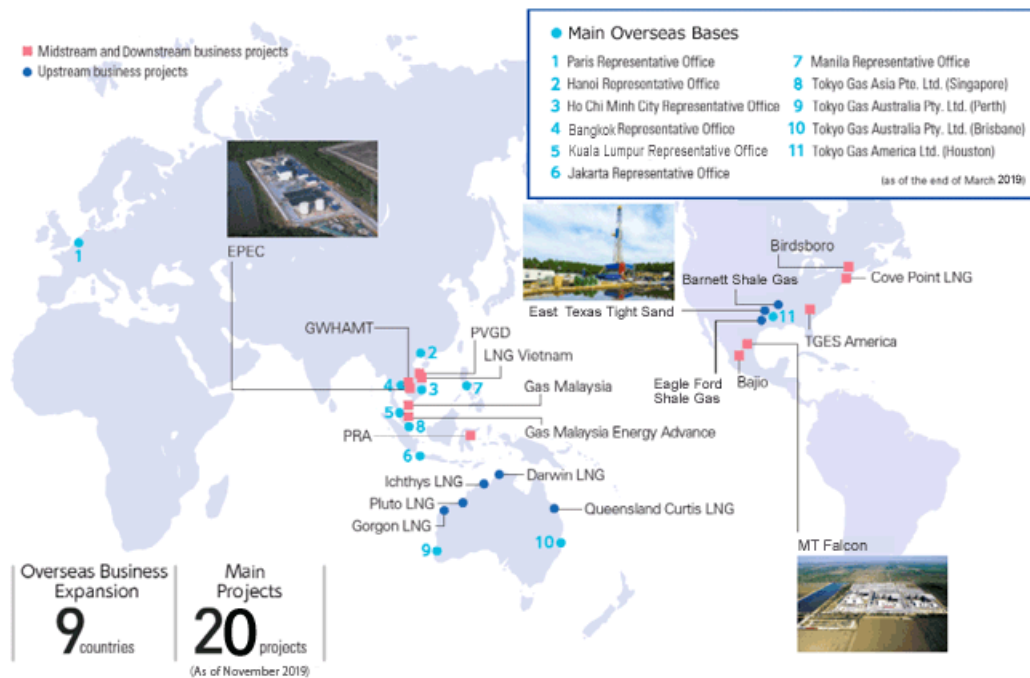 Midstream and Downstream business projects
Upstream business projects
Main Overseas Bases
1 Paris Representative Office
2 Hanoi Representative Office
3 Ho Chi Minh City Representative Office
4 Bangkok Representative Office
5 Kuala Lumpur Representative Office
6 Jakarta Representative Office
7 Manila Representative Office
8 Tokyo Gas Asia Pte. Ltd. (Singapore)
9 Tokyo Gas Australia Pty. Ltd. (Perth)
10 Tokyo Gas Australia Pty. Ltd. (Brisbane)
11 Tokyo Gas America Ltd. (Houston)
(as of the end of March 2019)
1
EPEC
GWHAMT
2
PVGD
LNG Vietnam
4
3
7
Gas Malaysia
5
8
Gas Malaysia Energy Advance
PRA
6
Ichthys LNG
Darwin LNG
Pluto LNG
Gorgon LNG
Queensland Curtis LNG
9
10
Birdsboro
Cove Point LNG
Barnett Shale Gas
East Texas Tight Sand
11
TGES America
Eagle Ford
Shale Gas
Bajio
MT Falcon
Overseas Business
Expansion
9 countries
Main
Projects
20 projects
(As of November 2019)